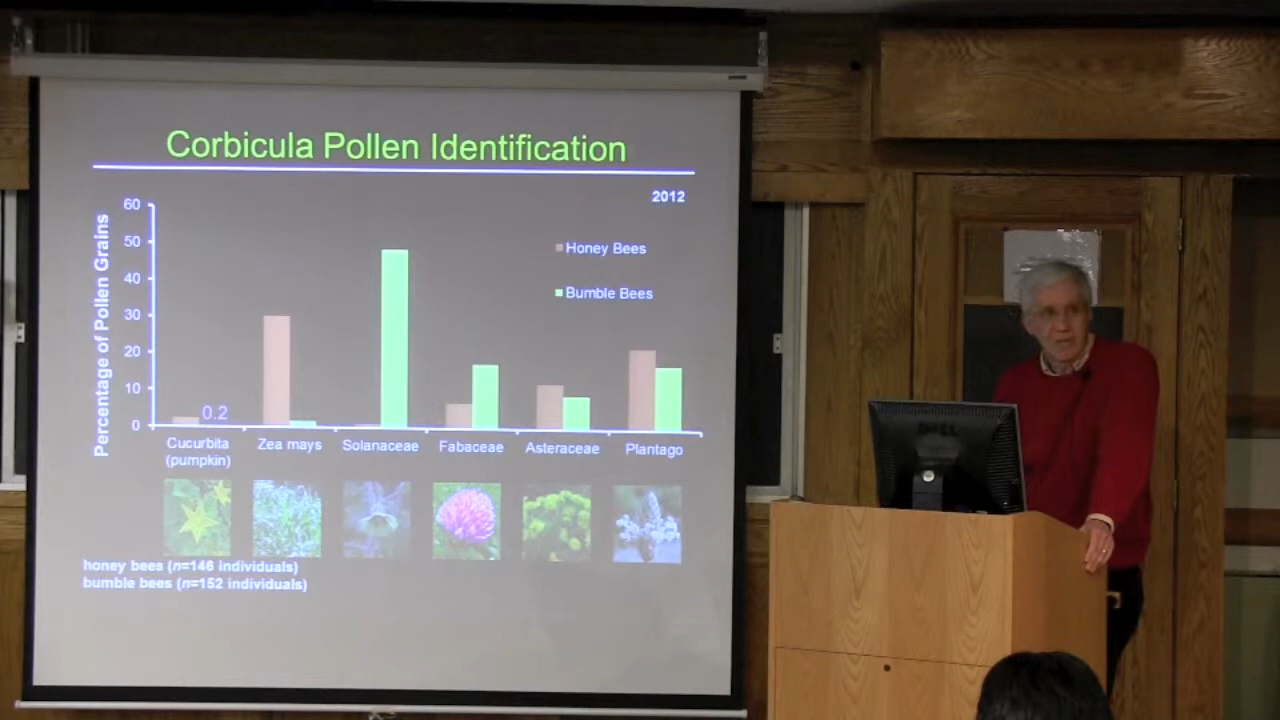 Corbicula Pollen Identification
2012
Percentage of Pollen Grains
60
50
40
30
20
10
0
Honey Bees
Bumble Bees
0.2
Cucurbita (pumpkin)
Zea mays
Solanaceae
Fabaceae
Asteraceae
Plantago
honey bees (n=146 individuals)
bumble bees (n=152 individuals)
DELL